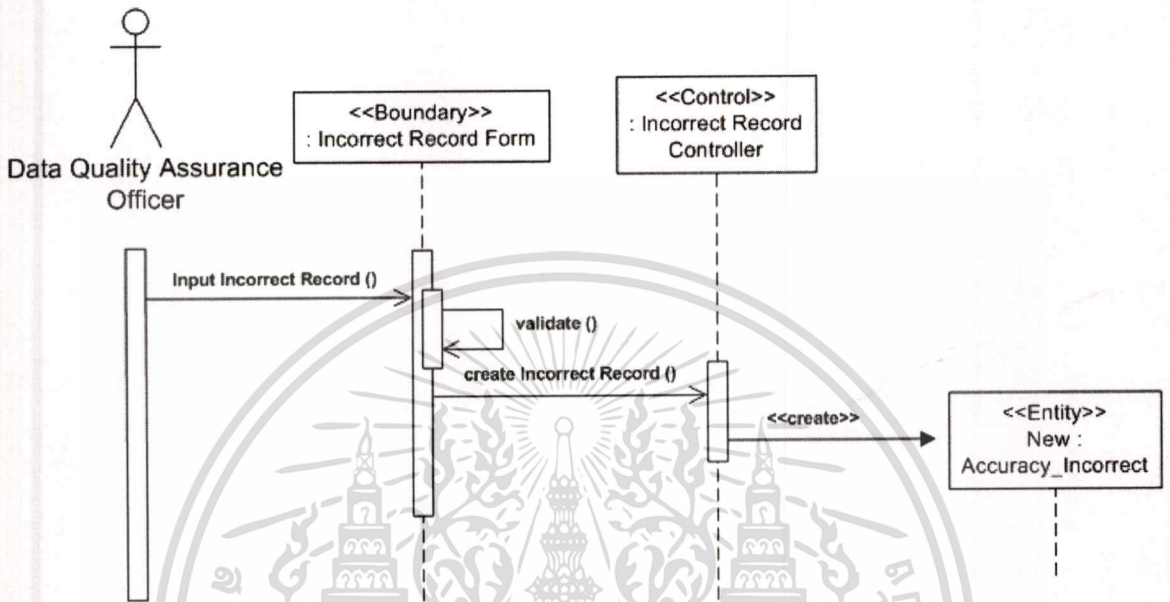 <<Boundary>>
: Incorrect Record Form
<<Control>>
: Incorrect Record
Controller
Data Quality Assurance
Officer
Input Incorrect Record ()
validate ()
create Incorrect Record ()
<<create>>
<<Entity>>
New :
Accuracy_Incorrect